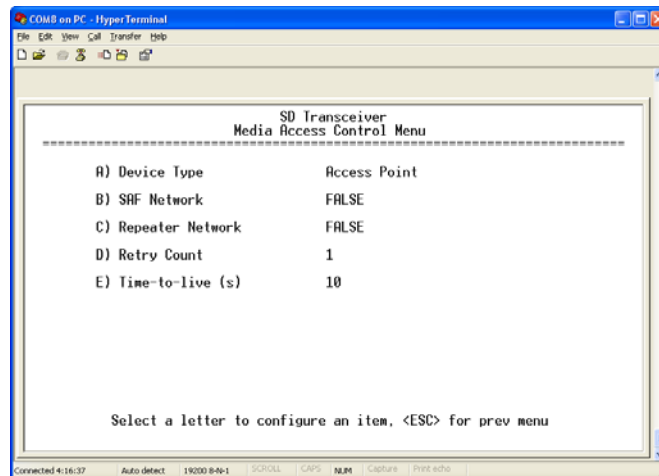 COM8 on PC - HyperTerminal
File Edit View Call Transfer Help
SD Transceiver
Media Access Control Menu
==========================================================================
A) Device Type Access Point
B) SAF Network FALSE
C) Repeater Network FALSE
D) Retry Count 1
E) Time-to-live (s) 10
Select a letter to configure an item, <ESC> for prev menu
Connected 4:16:37 Auto detect 19200 8-N-1 SCROLL CAPS NUM Capture Print echo